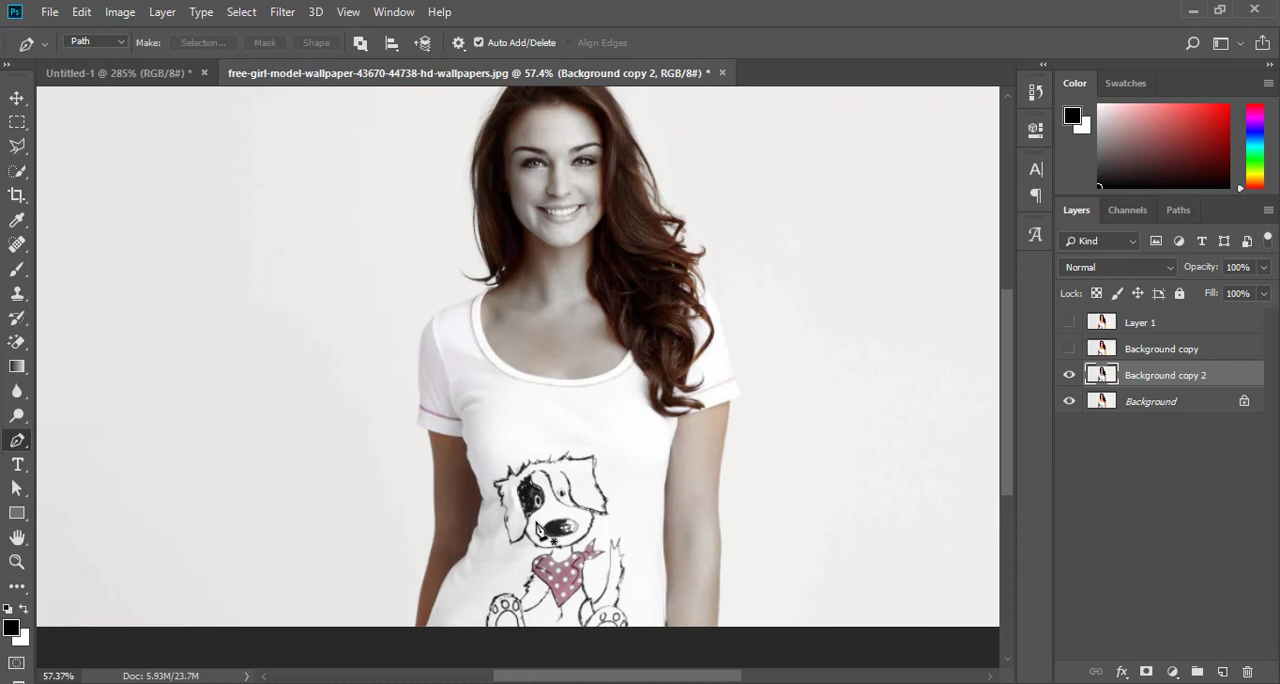 Ps File Edit Image Layer Type Select Filter 3D View Window Help
Path Make: Selection... Mask Shape Auto Add/Delete Align Edges
Untitled-1 @ 285% (RGB/8#) * × free-girl-model-wallpaper-43670-44738-hd-wallpapers.jpg @ 57.4% (Background copy 2, RGB/8#) * ×
Color Swatches
Layers Channels Paths
Kind
Normal Opacity: 100%
Lock: Fill: 100%
Layer 1
Background copy
Background copy 2
Background
57.37% Doc: 5.93M/23.7M